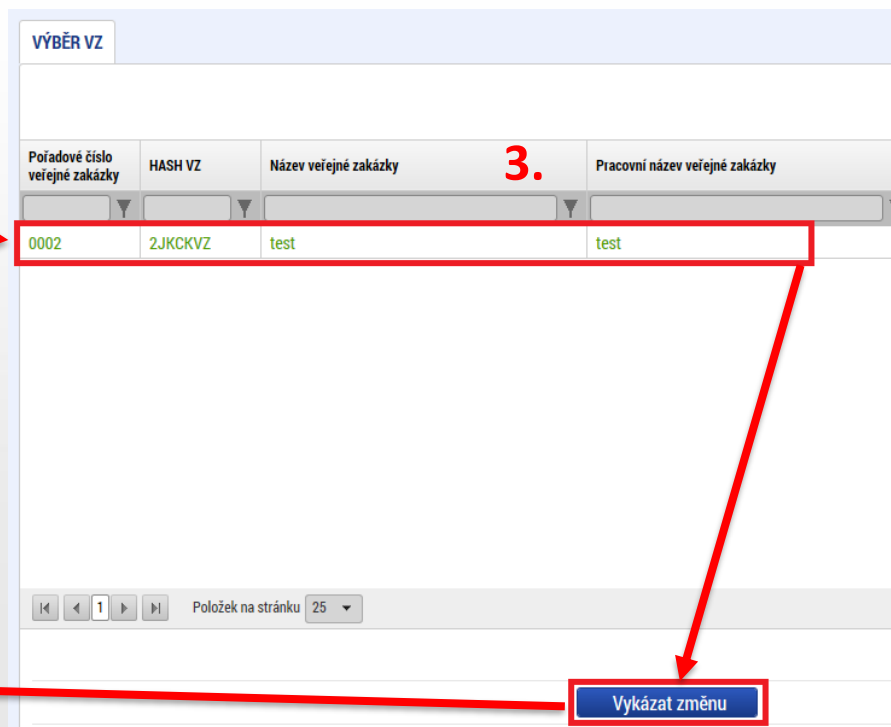 VÝBĚR VZ
3.
Pořadové číslo veřejné zakázky HASH VZ Název veřejné zakázky Pracovní název veřejné zakázky
0002 2JKCKVZ test test
1 Položek na stránku 25
Vykázat změnu